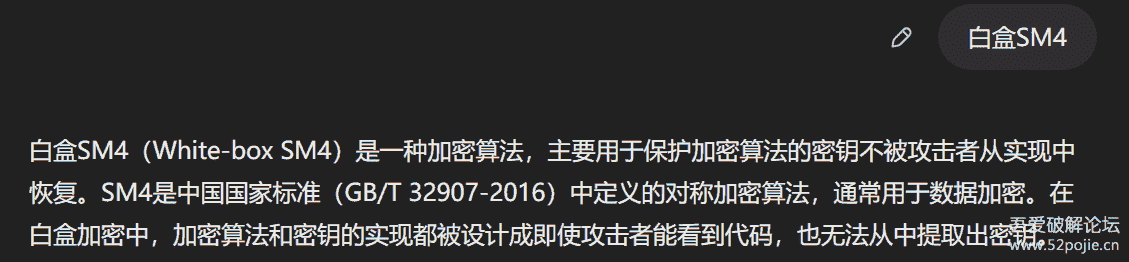 白盒SM4
白盒SM4（White-box SM4）是一种加密算法，主要用于保护加密算法的密钥不被攻击者从实现中
恢复。SM4是中国国家标准（GB/T 32907-2016）中定义的对称加密算法，通常用于数据加密。在
白盒加密中，加密算法和密钥的实现都被设计成即使攻击者能看到代码，也无法从中提取出密钥。
吾爱破解论坛
www.52pojie.cn